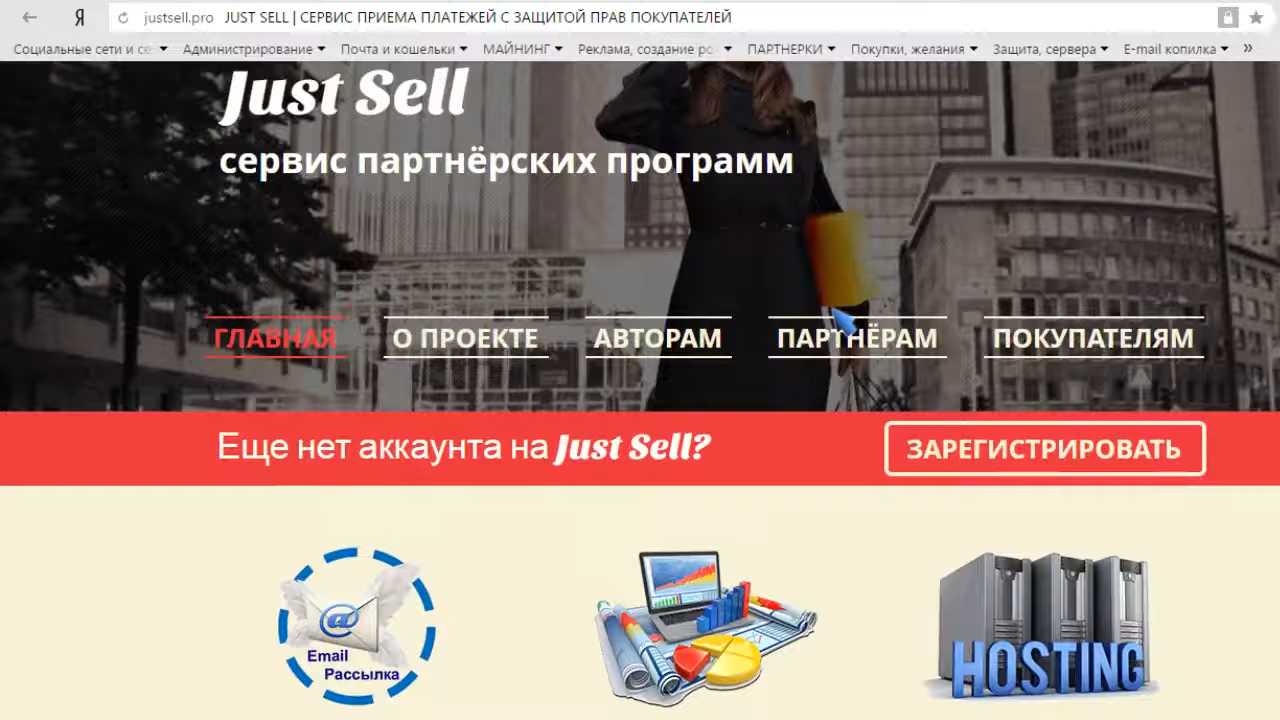 Я justsell.pro JUST SELL | СЕРВИС ПРИЕМА ПЛАТЕЖЕЙ С ЗАЩИТОЙ ПРАВ ПОКУПАТЕЛЕЙ
Социальные сети и се Администрирование Почта и кошельки МАЙНИНГ Реклама, создание ро ПАРТНЕРКИ Покупки, желания Защита, сервера E-mail копилка »
Just Sell
сервис партнёрских программ
ГЛАВНАЯ О ПРОЕКТЕ АВТОРАМ ПАРТНЁРАМ ПОКУПАТЕЛЯМ
Еще нет аккаунта на Just Sell? ЗАРЕГИСТРИРОВАТЬ
@
Email
Рассылка
HOSTING